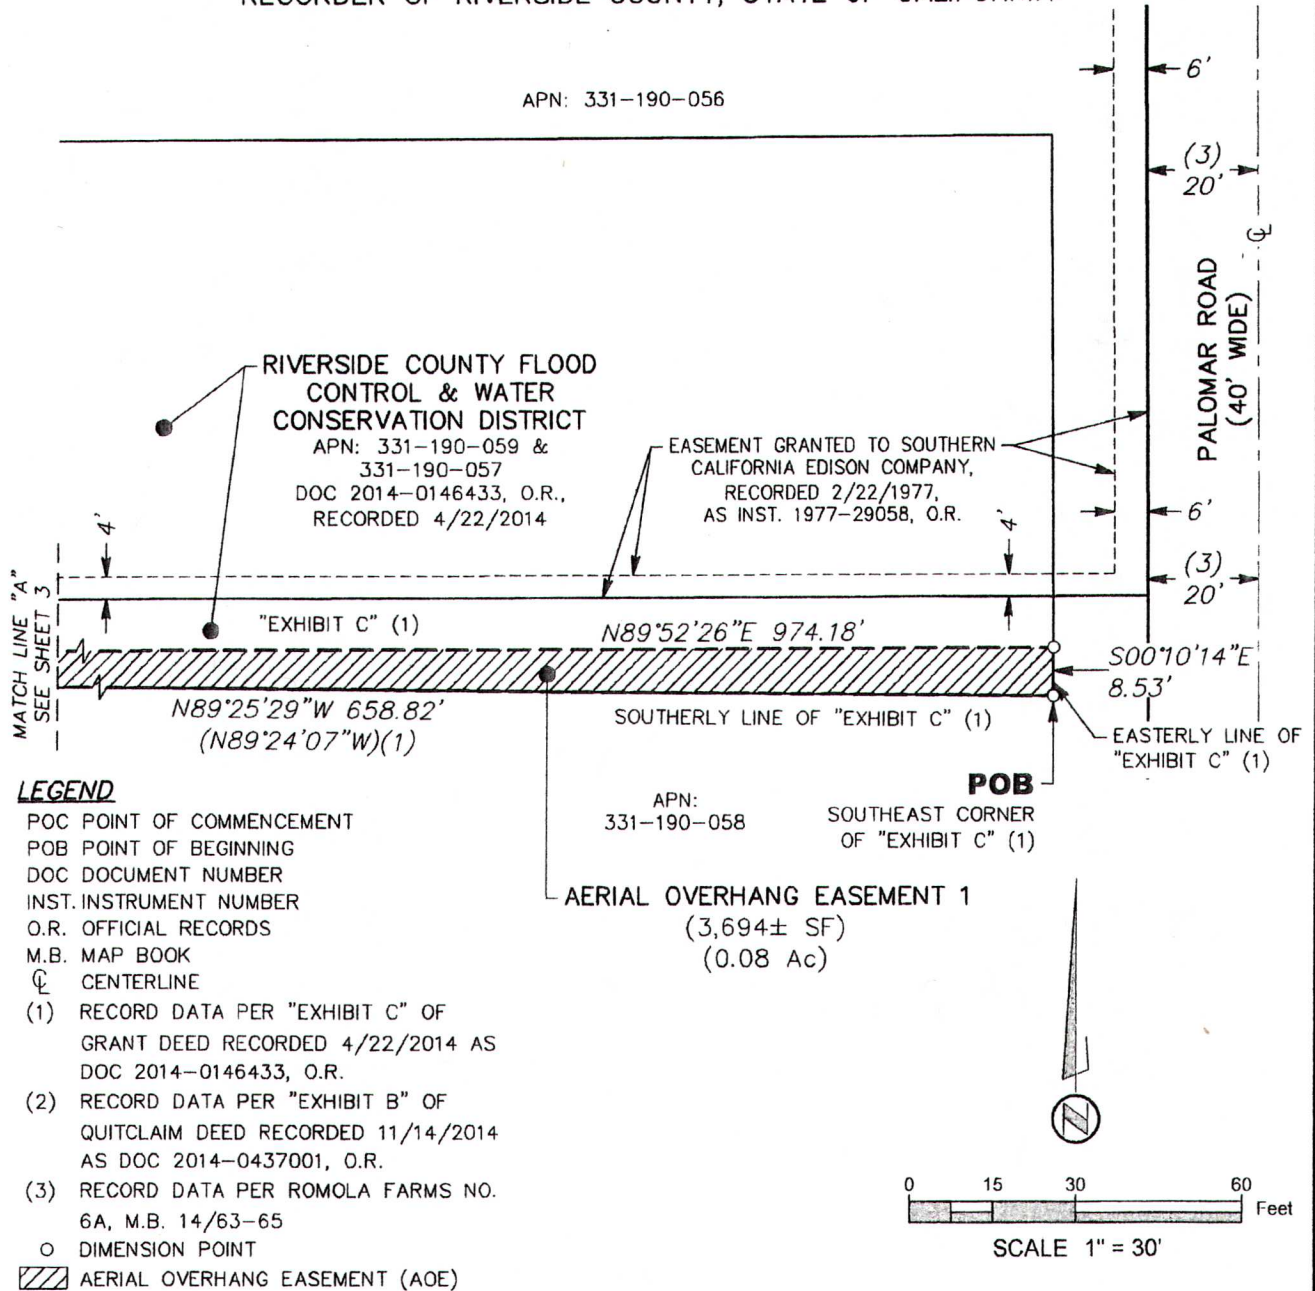 RECORDER OF RIVERSIDE COUNTY, STATE OF CALIFORNIA
APN: 331-190-056
6'
(3)
20'
℄
PALOMAR ROAD
(40' WIDE)
RIVERSIDE COUNTY FLOOD
CONTROL & WATER
CONSERVATION DISTRICT
APN: 331-190-059 &
331-190-057
DOC 2014-0146433, O.R.,
RECORDED 4/22/2014
EASEMENT GRANTED TO SOUTHERN
CALIFORNIA EDISON COMPANY,
RECORDED 2/22/1977,
AS INST. 1977-29058, O.R.
4'
4'
6'
(3)
20'
MATCH LINE "A"
SEE SHEET 3
"EXHIBIT C" (1)
N89°52'26"E 974.18'
S00°10'14"E
8.53'
N89°25'29"W 658.82'
(N89°24'07"W)(1)
SOUTHERLY LINE OF "EXHIBIT C" (1)
EASTERLY LINE OF
"EXHIBIT C" (1)
POB
SOUTHEAST CORNER
OF "EXHIBIT C" (1)
APN:
331-190-058
AERIAL OVERHANG EASEMENT 1
(3,694± SF)
(0.08 Ac)
LEGEND
POC POINT OF COMMENCEMENT
POB POINT OF BEGINNING
DOC DOCUMENT NUMBER
INST. INSTRUMENT NUMBER
O.R. OFFICIAL RECORDS
M.B. MAP BOOK
℄ CENTERLINE
(1) RECORD DATA PER "EXHIBIT C" OF
GRANT DEED RECORDED 4/22/2014 AS
DOC 2014-0146433, O.R.
(2) RECORD DATA PER "EXHIBIT B" OF
QUITCLAIM DEED RECORDED 11/14/2014
AS DOC 2014-0437001, O.R.
(3) RECORD DATA PER ROMOLA FARMS NO.
6A, M.B. 14/63-65
DIMENSION POINT
AERIAL OVERHANG EASEMENT (AOE)
N
0 15 30 60
Feet
SCALE 1" = 30'